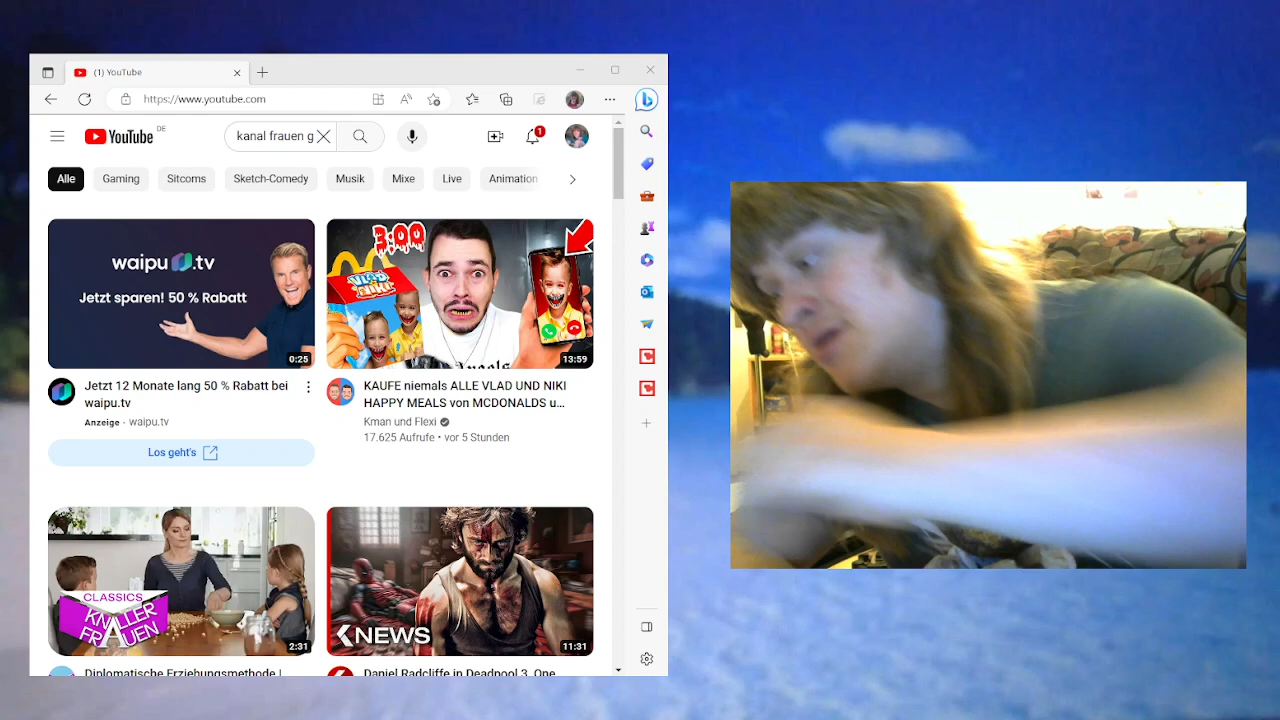 (1) YouTube
https://www.youtube.com
YouTube DE
kanal frauen g
1
Alle
Gaming
Sitcoms
Sketch-Comedy
Musik
Mixe
Live
Animation
waipu.tv
Jetzt sparen! 50 % Rabatt
0:25
3:00
VLAD
NIKI
13:59
Jetzt 12 Monate lang 50 % Rabatt bei
waipu.tv
Anzeige · waipu.tv
Los geht's
KAUFE niemals ALLE VLAD UND NIKI
HAPPY MEALS von MCDONALDS u...
Kman und Flexi
17.625 Aufrufe • vor 5 Stunden
CLASSICS
KNALLER
FRAUEN
2:31
NEWS
11:31
Diplomatische Erziehungsmethode |
Daniel Radcliffe in Deadpool 3, One